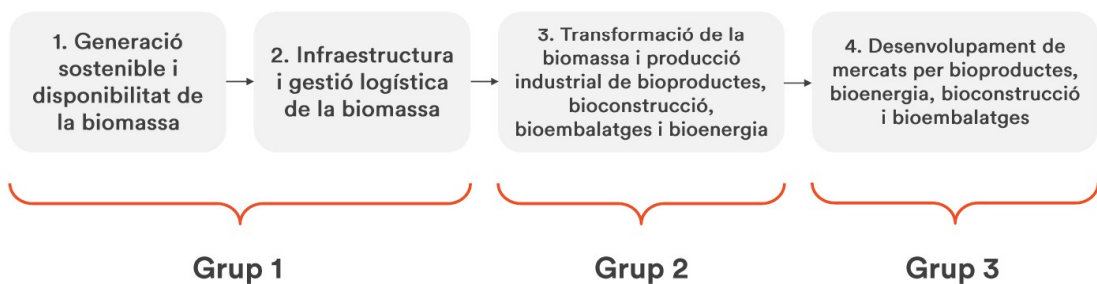 1. Generació
sostenible i
disponibilitat de
la biomassa
2. Infraestructura
i gestió logística
de la biomassa
3. Transformació de la
biomassa i producció
industrial de bioproductes,
bioconstrucció,
bioembalatges i bioenergia
4. Desenvolupament de
mercats per bioproductes,
bioenergia, bioconstrucció
i bioembalatges
Grup 1
Grup 2
Grup 3